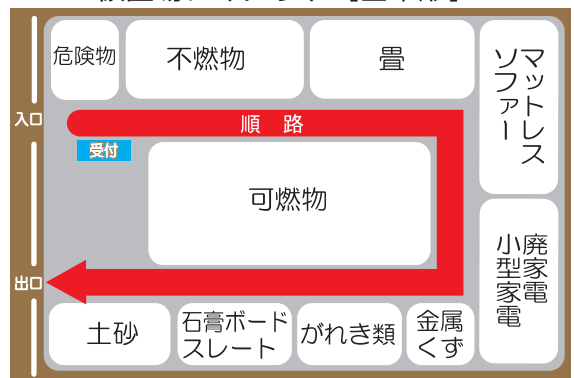 危険物
不燃物
畳
マットレス
ソファー
入口
順 路
受付
可燃物
廃家電
小型家電
出口
土砂
石膏ボード
スレート
がれき類
金属
くず